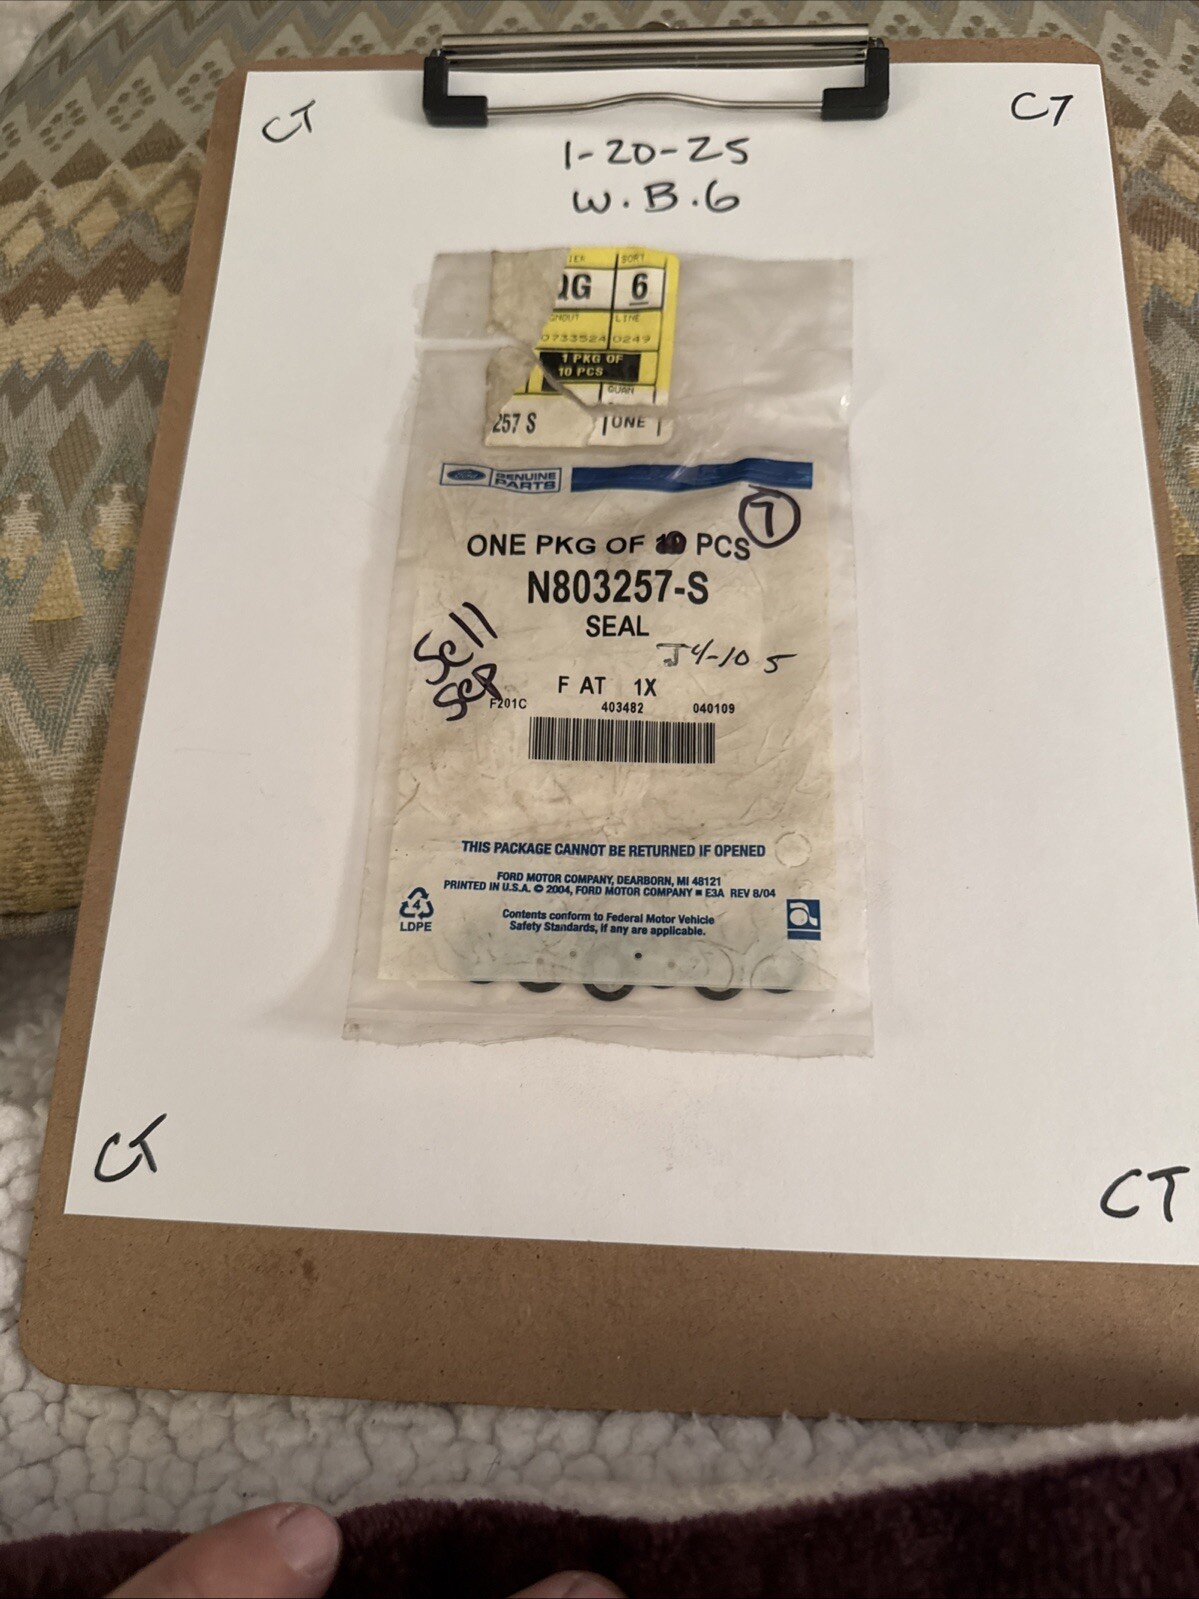 CT
CT
1-20-25
W.B.6
SORT
QG 6
LINE
0733524 0249
1 PKG OF
10 PCS
QUAN
257 S ONE
Ford GENUINE PARTS
7
ONE PKG OF 10 PCS
N803257-S
SEAL
J4-10 5
Sell
Sep
F AT 1X
F201C 403482 040109
THIS PACKAGE CANNOT BE RETURNED IF OPENED
FORD MOTOR COMPANY, DEARBORN, MI 48121
PRINTED IN U.S.A. © 2004, FORD MOTOR COMPANY ■ E3A REV 8/04
4
LDPE
Contents conform to Federal Motor Vehicle
Safety Standards, if any are applicable.
CT
CT